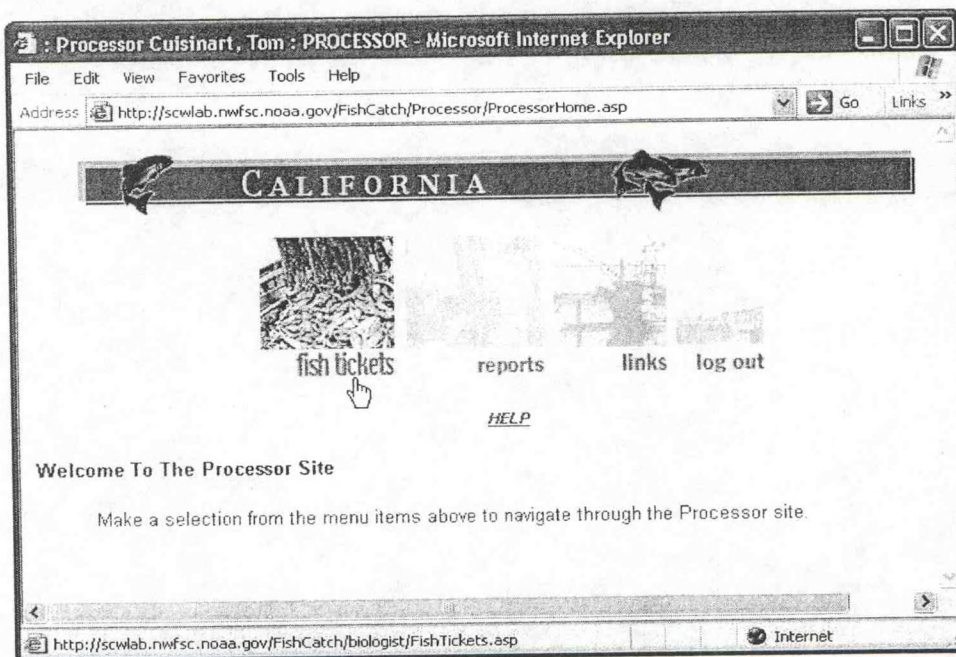 : Processor Cuisinart, Tom : PROCESSOR - Microsoft Internet Explorer
File Edit View Favorites Tools Help
Address http://scwlab.nwfsc.noaa.gov/FishCatch/Processor/ProcessorHome.asp Go Links »
CALIFORNIA
fish tickets reports links log out
HELP
Welcome To The Processor Site
Make a selection from the menu items above to navigate through the Processor site.
http://scwlab.nwfsc.noaa.gov/FishCatch/biologist/FishTickets.asp Internet